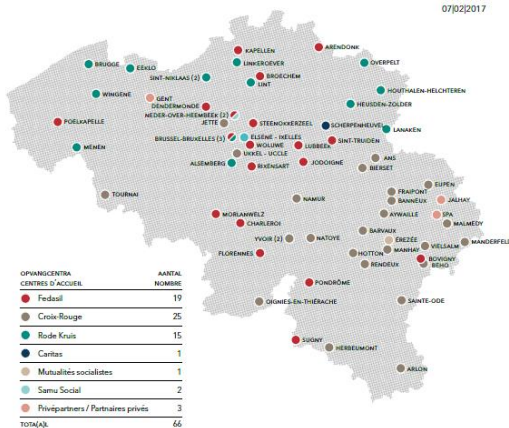 07|02|2017
KAPELLEN
ARENDONK
BRUGGE
EEKLO
LINKEROEVER
OVERPELT
SINT-NIKLAAS (2)
BROECHEM
LINT
WINGENE
GENT
HOUTHALEN-HELCHTEREN
DENDERMONDE
HEUSDEN-ZOLDER
NEDER-OVER-HEEMBEEK (2)
POELKAPELLE
JETTE
STEENOKKERZEEL
SCHERPENHEUVEL
LANAKEN
BRUSSEL-BRUXELLES (3)
ELSENE - IXELLES
SINT-TRUIDEN
MENEN
WOLUWE
LUBBEEK
UKKEL - UCCLE
ANS
ALSEMBERG
RIXENSART
JODOIGNE
BIERSET
TOURNAI
EUPEN
FRAIPONT
NAMUR
BANNEUX
JALHAY
MORLANWELZ
AYWAILLE
SPA
CHARLEROI
MALMEDY
BARVAUX
YVOIR (2)
NATOYE
ÉREZÉE
MANDERFELD
VIELSALM
MANHAY
FLORENNES
HOTTON
BOVIGNY
RENDEUX
BEHO
PONDRÔME
OIGNIES-EN-THIÉRACHE
SAINTE-ODE
SUGNY
HERBEUMONT
ARLON
OPVANGCENTRA AANTAL
CENTRES D'ACCUEIL NOMBRE
Fedasil 19
Croix-Rouge 25
Rode Kruis 15
Caritas 1
Mutualités socialistes 1
Samu Social 2
Privépartners / Partnaires privés 3
TOTA(A)L 66